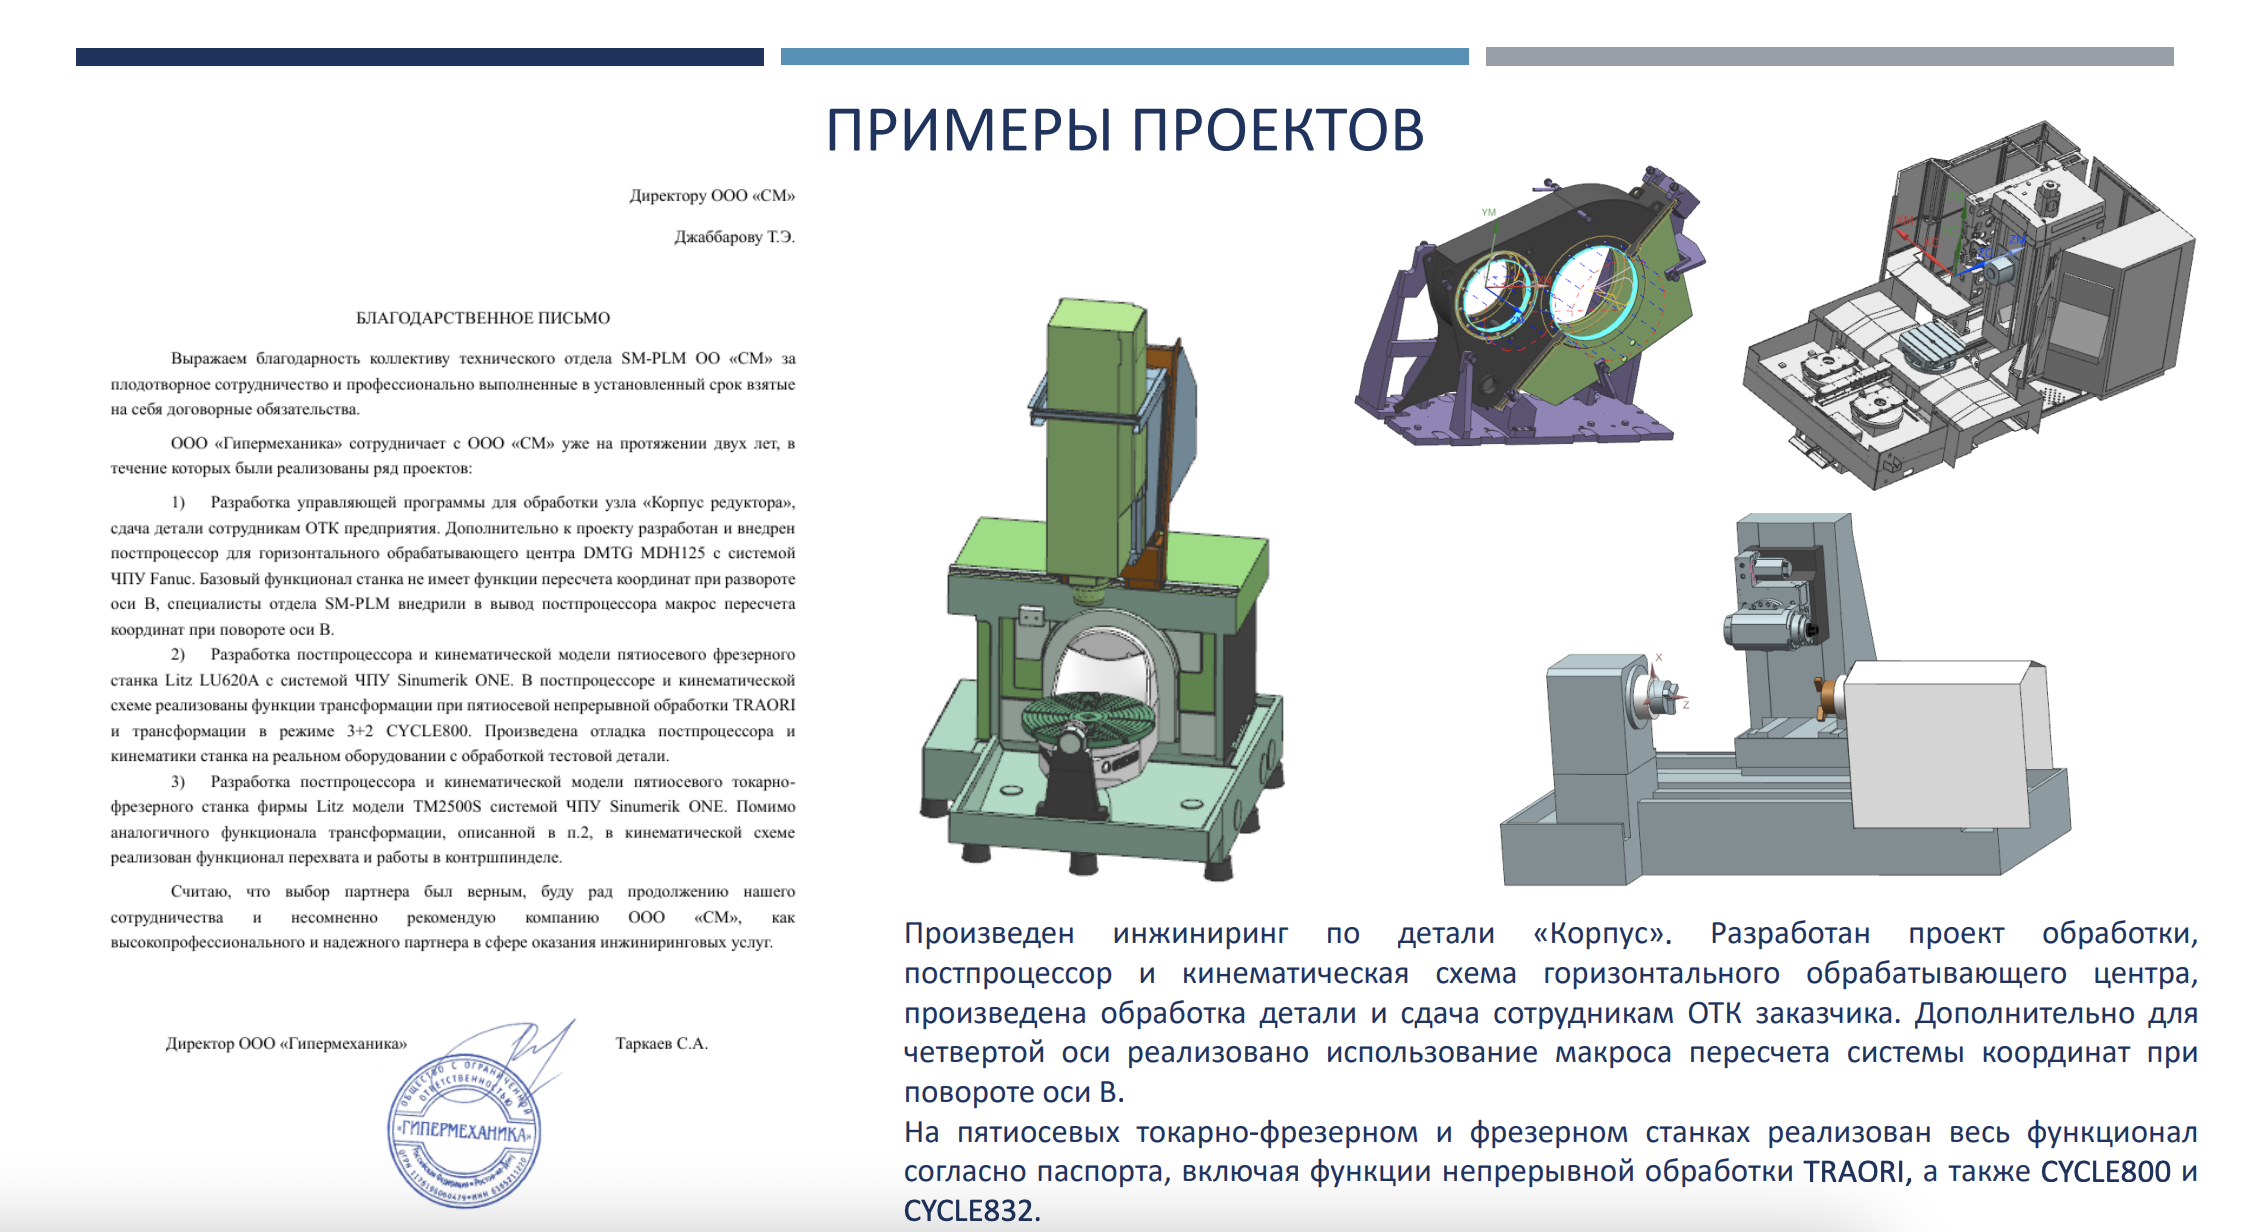 ПРИМЕРЫ ПРОЕКТОВ
Директору ООО «СМ»
Джаббарову Т.Э.
БЛАГОДАРСТВЕННОЕ ПИСЬМО
Выражаем благодарность коллективу технического отдела SM-PLM ОО «СМ» за
плодотворное сотрудничество и профессионально выполненные в установленный срок взятые
на себя договорные обязательства.
ООО «Гипермеханика» сотрудничает с ООО «СМ» уже на протяжении двух лет, в
течение которых были реализованы ряд проектов:
1) Разработка управляющей программы для обработки узла «Корпус редуктора»,
сдача детали сотрудникам ОТК предприятия. Дополнительно к проекту разработан и внедрен
постпроцессор для горизонтального обрабатывающего центра DMTG MDH125 с системой
ЧПУ Fanuc. Базовый функционал станка не имеет функции пересчета координат при развороте
оси В, специалисты отдела SM-PLM внедрили в вывод постпроцессора макрос пересчета
координат при повороте оси В.
2) Разработка постпроцессора и кинематической модели пятиосевого фрезерного
станка Litz LU620A с системой ЧПУ Sinumerik ONE. В постпроцессоре и кинематической
схеме реализованы функции трансформации при пятиосевой непрерывной обработки TRAORI
и трансформации в режиме 3+2 CYCLE800. Произведена отладка постпроцессора и
кинематики станка на реальном оборудовании с обработкой тестовой детали.
3) Разработка постпроцессора и кинематической модели пятиосевого токарно-
фрезерного станка фирмы Litz модели TM2500S системой ЧПУ Sinumerik ONE. Помимо
аналогичного функционала трансформации, описанной в п.2, в кинематической схеме
реализован функционал перехвата и работы в контршпинделе.
Считаю, что выбор партнера был верным, буду рад продолжению нашего
сотрудничества и несомненно рекомендую компанию ООО «СМ», как
высокопрофессионального и надежного партнера в сфере оказания инжиниринговых услуг.
Директор ООО «Гипермеханика» Таркаев С.А.
ОБЩЕСТВО С ОГРАНИЧЕННОЙ
ОТВЕТСТВЕННОСТЬЮ
«ГИПЕРМЕХАНИКА»
Российская Федерация
YM
XM
ZM
X
Z
Произведен инжиниринг по детали «Корпус». Разработан проект обработки,
постпроцессор и кинематическая схема горизонтального обрабатывающего центра,
произведена обработка детали и сдача сотрудникам ОТК заказчика. Дополнительно для
четвертой оси реализовано использование макроса пересчета системы координат при
повороте оси В.
На пятиосевых токарно-фрезерном и фрезерном станках реализован весь функционал
согласно паспорта, включая функции непрерывной обработки TRAORI, а также CYCLE800 и
CYCLE832.